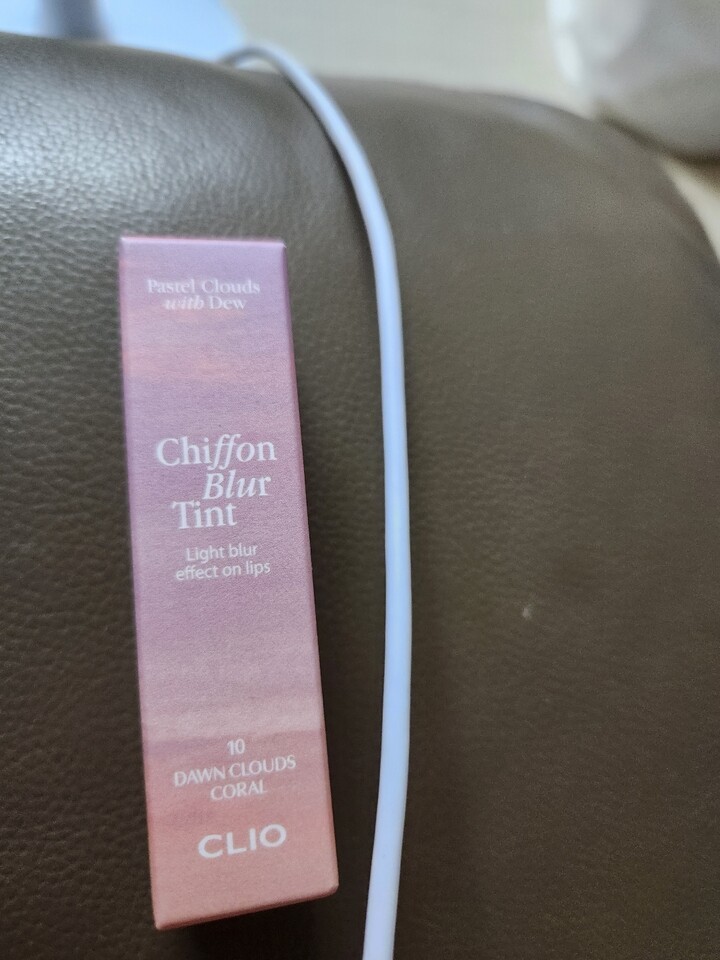 Pastel Clouds
with Dew
Chiffon
Blur
Tint
Light blur
effect on lips
10
DAWN CLOUDS
CORAL
CLIO